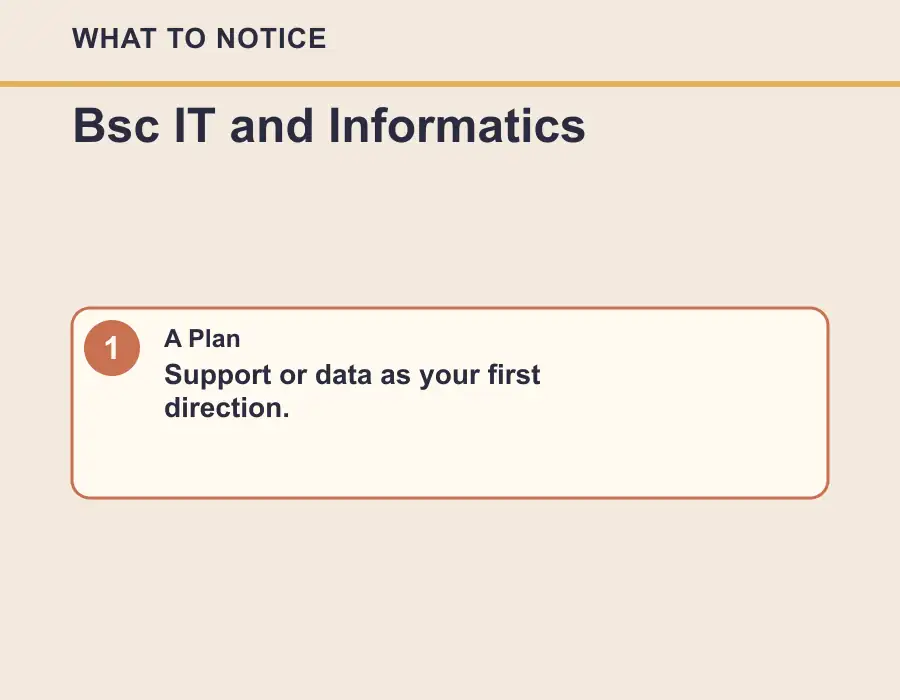 WHAT TO NOTICE
Bsc IT and Informatics
1
A Plan
Support or data as your first
direction.